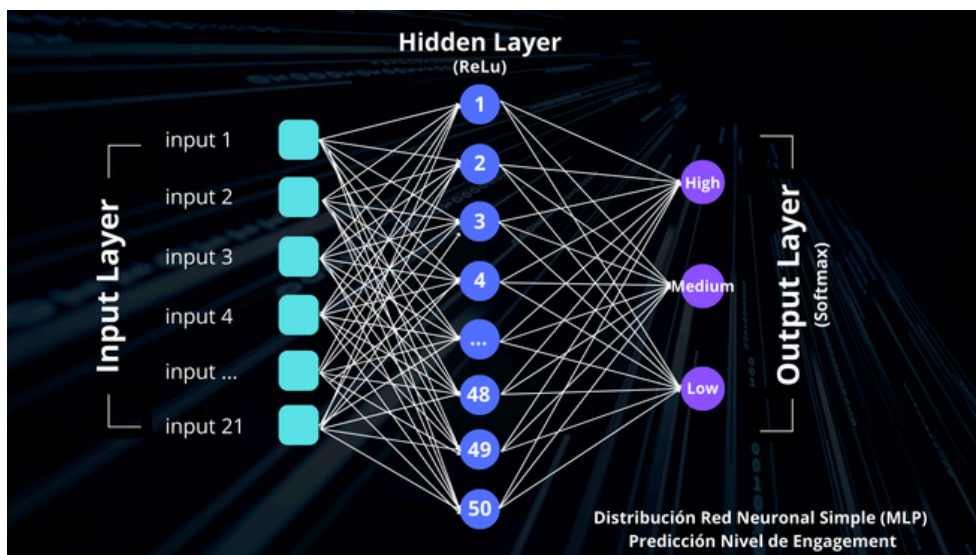 Hidden Layer
(ReLu)
Input Layer
input 1
input 2
input 3
input 4
input ...
input 21
1
2
3
4
...
48
49
50
High
Medium
Low
Output Layer
(Softmax)
Distribución Red Neuronal Simple (MLP)
Predicción Nivel de Engagement